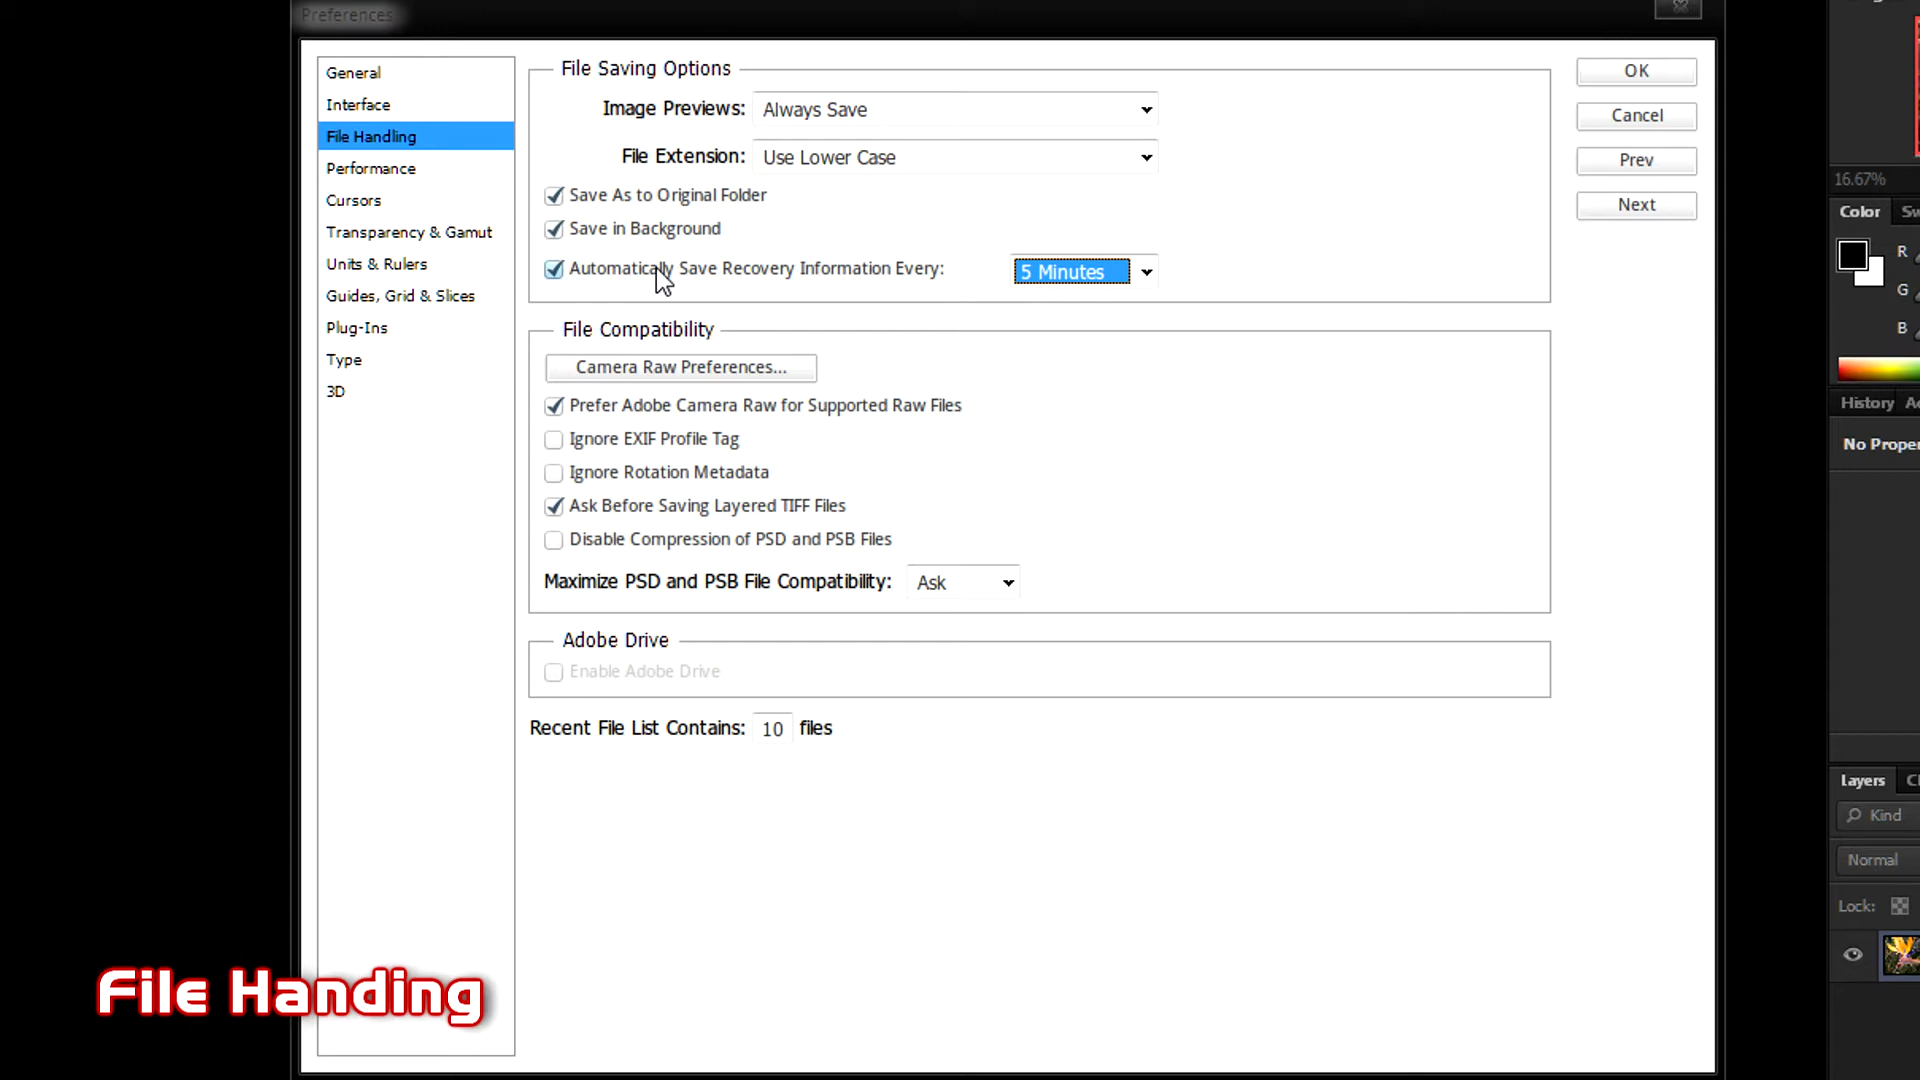 Preferences
General
Interface
File Handling
Performance
Cursors
Transparency & Gamut
Units & Rulers
Guides, Grid & Slices
Plug-Ins
Type
3D
File Saving Options
Image Previews: Always Save
File Extension: Use Lower Case
Save As to Original Folder
Save in Background
Automatically Save Recovery Information Every: 5 Minutes
File Compatibility
Camera Raw Preferences...
Prefer Adobe Camera Raw for Supported Raw Files
Ignore EXIF Profile Tag
Ignore Rotation Metadata
Ask Before Saving Layered TIFF Files
Disable Compression of PSD and PSB Files
Maximize PSD and PSB File Compatibility: Ask
Adobe Drive
Enable Adobe Drive
Recent File List Contains: 10 files
OK
Cancel
Prev
Next
16.67%
Color
R
G
B
History
No Proper
Layers
Kind
Normal
Lock:
File Handing